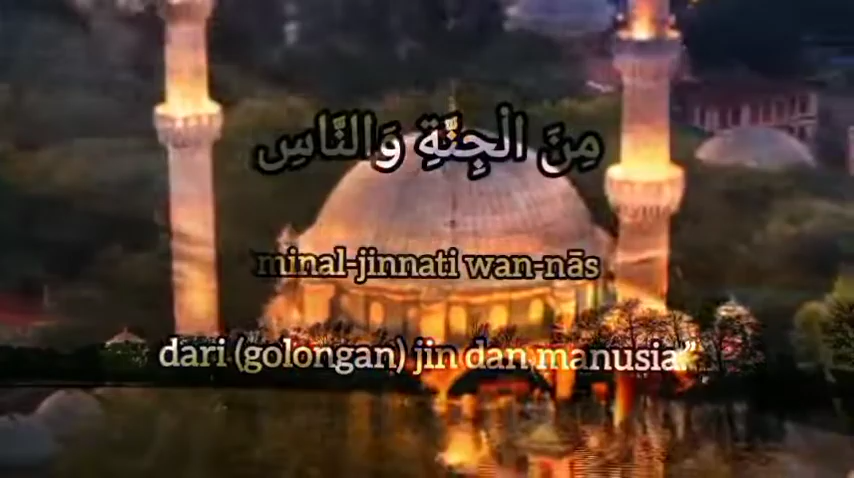 مِنَ الْجِنَّةِ وَالنَّاسِ
minal-jinnati wan-nās
dari (golongan) jin dan manusia.”